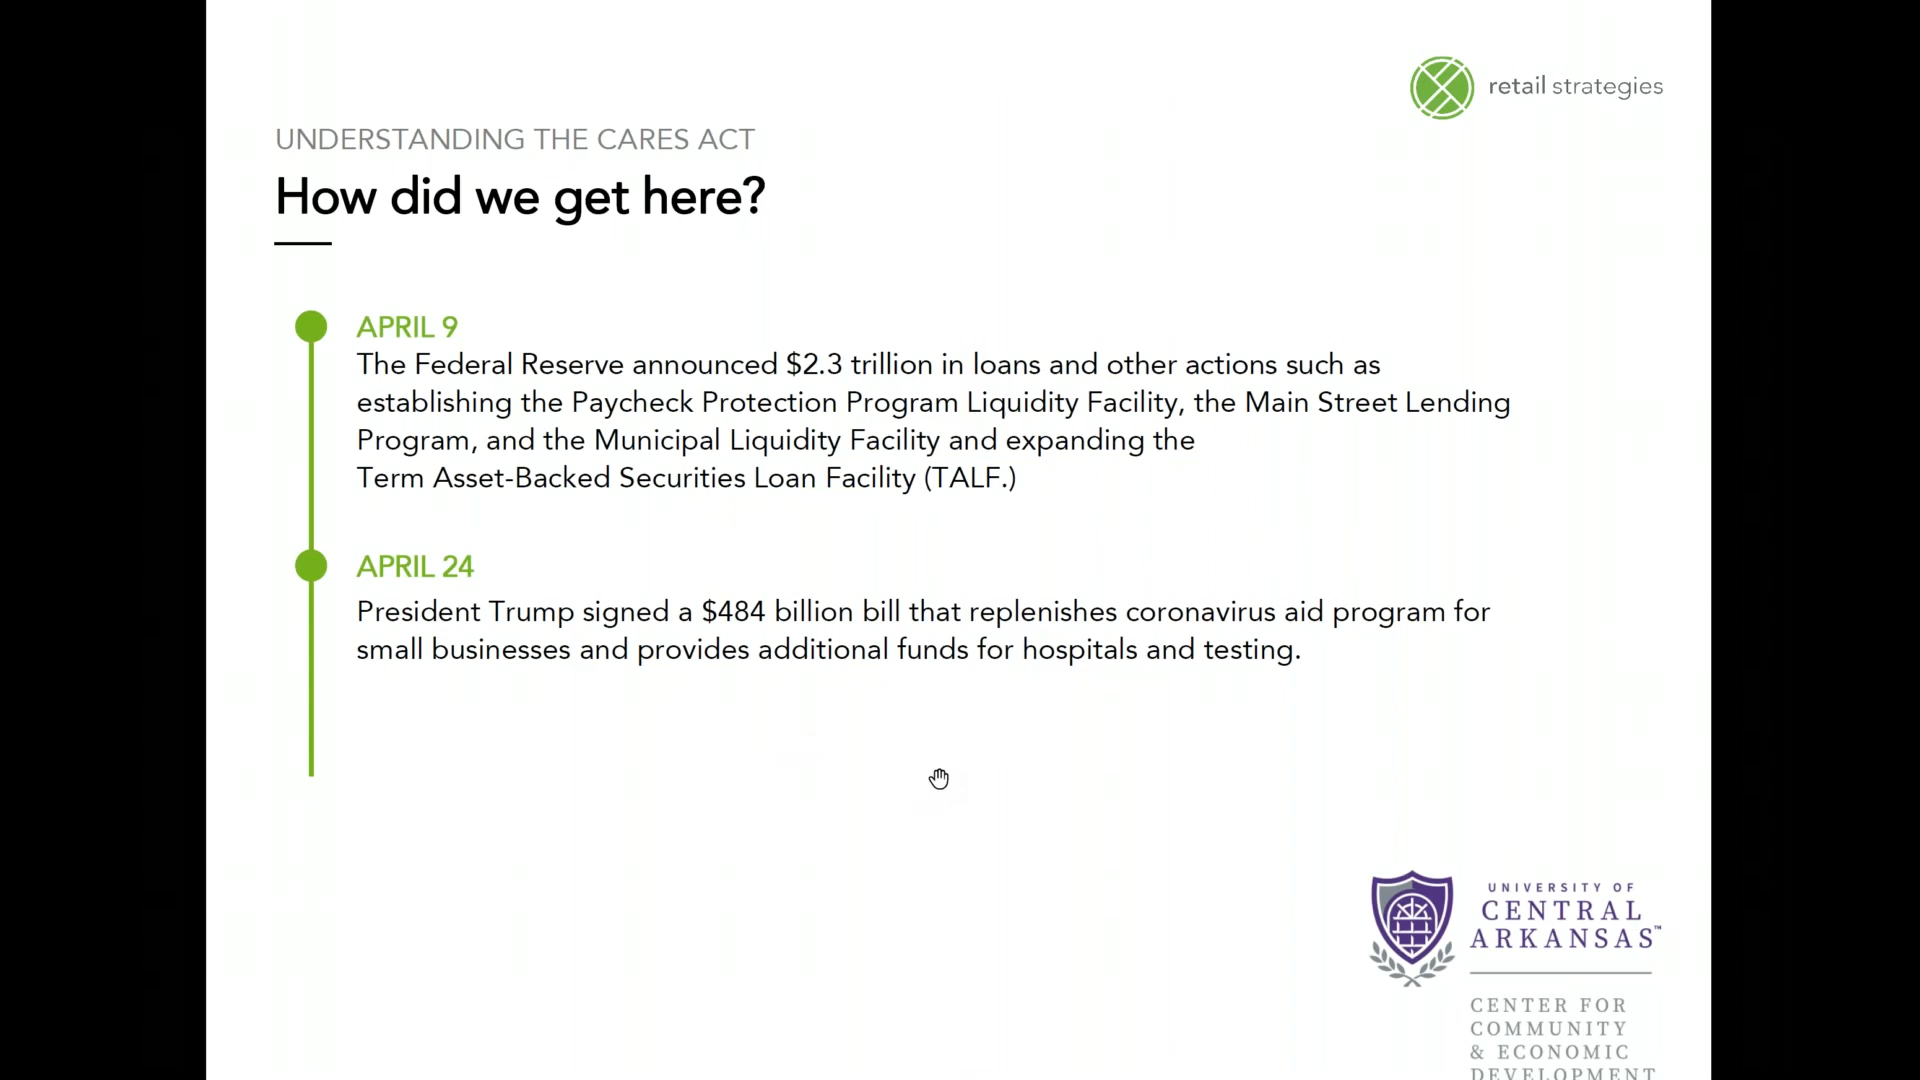 retail strategies
UNDERSTANDING THE CARES ACT
How did we get here?
APRIL 9
The Federal Reserve announced $2.3 trillion in loans and other actions such as
establishing the Paycheck Protection Program Liquidity Facility, the Main Street Lending
Program, and the Municipal Liquidity Facility and expanding the
Term Asset-Backed Securities Loan Facility (TALF.)
APRIL 24
President Trump signed a $484 billion bill that replenishes coronavirus aid program for
small businesses and provides additional funds for hospitals and testing.
UNIVERSITY OF
CENTRAL
ARKANSAS™
CENTER FOR
COMMUNITY
& ECONOMIC
DEVELOPMENT